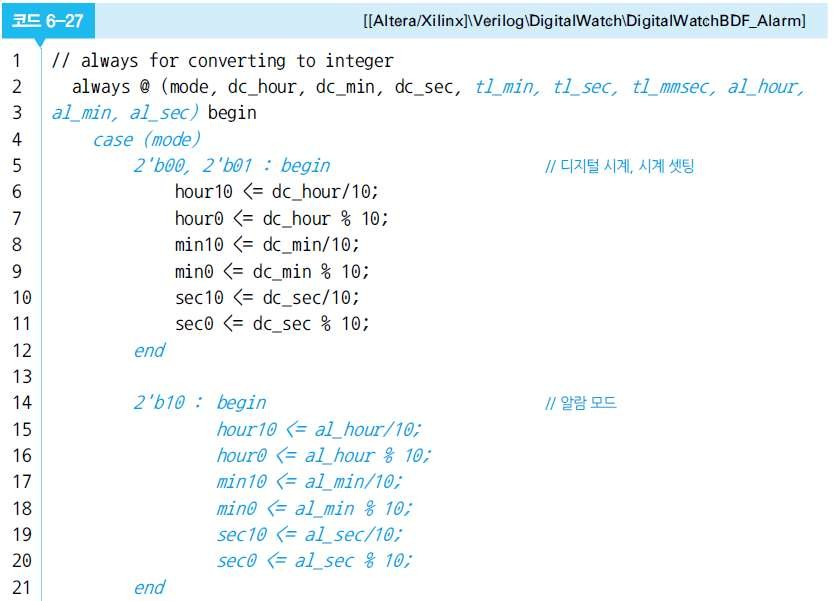 코드 6-27 [[Altera/Xilinx]\Verilog\DigitalWatch\DigitalWatchBDF_Alarm]
1 // always for converting to integer
2 always @ (mode, dc_hour, dc_min, dc_sec, tl_min, tl_sec, tl_mmsec, al_hour,
3 al_min, al_sec) begin
4 case (mode)
5 2'b00, 2'b01 : begin // 디지털 시계, 시계 셋팅
6 hour10 <= dc_hour/10;
7 hour0 <= dc_hour % 10;
8 min10 <= dc_min/10;
9 min0 <= dc_min % 10;
10 sec10 <= dc_sec/10;
11 sec0 <= dc_sec % 10;
12 end
13
14 2'b10 : begin // 알람 모드
15 hour10 <= al_hour/10;
16 hour0 <= al_hour % 10;
17 min10 <= al_min/10;
18 min0 <= al_min % 10;
19 sec10 <= al_sec/10;
20 sec0 <= al_sec % 10;
21 end